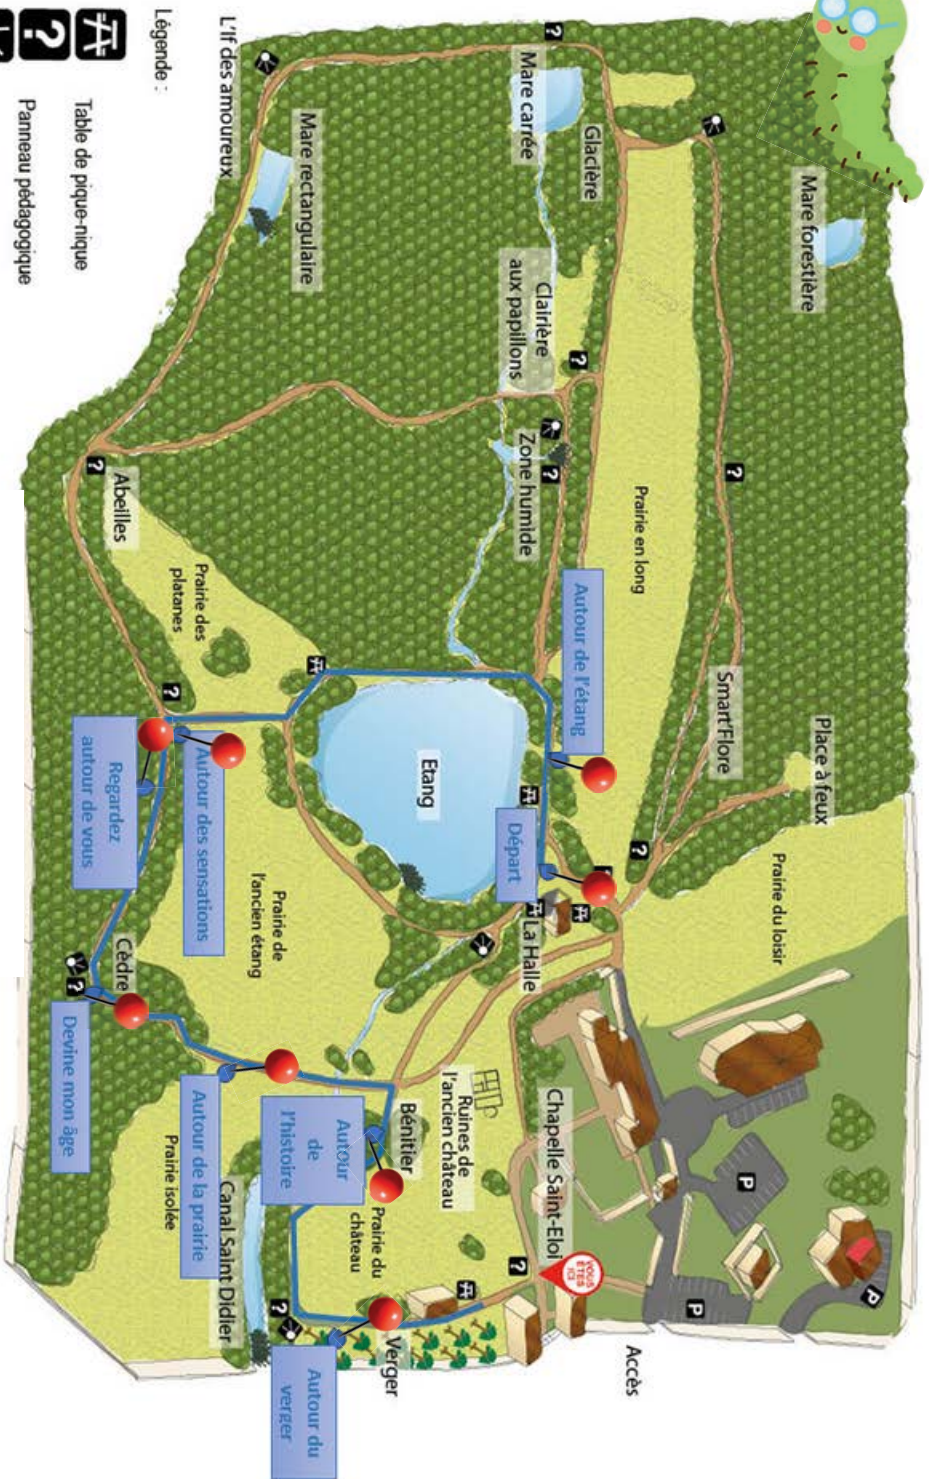 L'If des amoureux
Légende :
Table de pique-nique
?
Panneau pédagogique
Mare rectangulaire
Mare carrée
Glacière
Mare forestière
Clairière
aux papillons
Zone humide
Prairie en long
Smart'Flore
Place à feux
Prairie du loisir
Abeilles
Prairie des
platanes
Autour de l'étang
Etang
Départ
La Halle
Regardez
autour de vous
Autour des sensations
Prairie de
l'ancien étang
Cèdre
Devine mon âge
Autour de la prairie
Prairie isolée
Canal Saint Didier
Autour
de
l'histoire
Bénitier
Ruines de
l'ancien château
Prairie du
château
Chapelle Saint-Eloi
VOUS
ÊTES
ICI
Verger
Autour du
verger
Accès
P
P
P
?
?
?
?
?
?
?
?
?
?